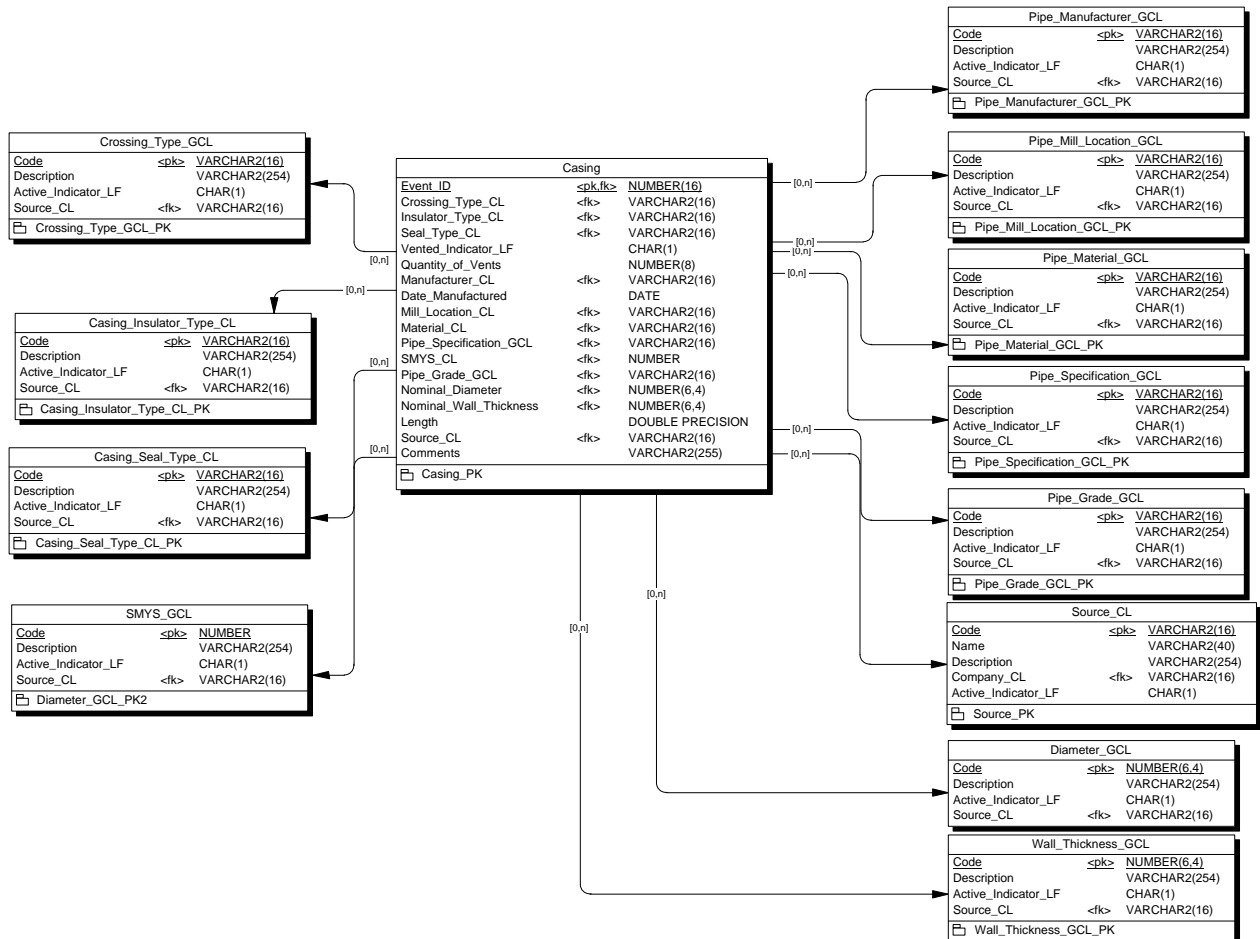 Crossing_Type_GCL
Code <pk> VARCHAR2(16)
Description VARCHAR2(254)
Active_Indicator_LF CHAR(1)
Source_CL <fk> VARCHAR2(16)
Crossing_Type_GCL_PK
Casing_Insulator_Type_CL
Code <pk> VARCHAR2(16)
Description VARCHAR2(254)
Active_Indicator_LF CHAR(1)
Source_CL <fk> VARCHAR2(16)
Casing_Insulator_Type_CL_PK
Casing_Seal_Type_CL
Code <pk> VARCHAR2(16)
Description VARCHAR2(254)
Active_Indicator_LF CHAR(1)
Source_CL <fk> VARCHAR2(16)
Casing_Seal_Type_CL_PK
SMYS_GCL
Code <pk> NUMBER
Description VARCHAR2(254)
Active_Indicator_LF CHAR(1)
Source_CL <fk> VARCHAR2(16)
Diameter_GCL_PK2
[0,n]
[0,n]
[0,n]
[0,n]
Casing
Event_ID <pk,fk> NUMBER(16)
Crossing_Type_CL <fk> VARCHAR2(16)
Insulator_Type_CL <fk> VARCHAR2(16)
Seal_Type_CL <fk> VARCHAR2(16)
Vented_Indicator_LF CHAR(1)
Quantity_of_Vents NUMBER(8)
Manufacturer_CL <fk> VARCHAR2(16)
Date_Manufactured DATE
Mill_Location_CL <fk> VARCHAR2(16)
Material_CL <fk> VARCHAR2(16)
Pipe_Specification_GCL <fk> VARCHAR2(16)
SMYS_CL <fk> NUMBER
Pipe_Grade_GCL <fk> VARCHAR2(16)
Nominal_Diameter <fk> NUMBER(6,4)
Nominal_Wall_Thickness <fk> NUMBER(6,4)
Length DOUBLE PRECISION
Source_CL <fk> VARCHAR2(16)
Comments VARCHAR2(255)
Casing_PK
[0,n]
[0,n]
[0,n]
[0,n]
[0,n]
[0,n]
[0,n]
[0,n]
Pipe_Manufacturer_GCL
Code <pk> VARCHAR2(16)
Description VARCHAR2(254)
Active_Indicator_LF CHAR(1)
Source_CL <fk> VARCHAR2(16)
Pipe_Manufacturer_GCL_PK
Pipe_Mill_Location_GCL
Code <pk> VARCHAR2(16)
Description VARCHAR2(254)
Active_Indicator_LF CHAR(1)
Source_CL <fk> VARCHAR2(16)
Pipe_Mill_Location_GCL_PK
Pipe_Material_GCL
Code <pk> VARCHAR2(16)
Description VARCHAR2(254)
Active_Indicator_LF CHAR(1)
Source_CL <fk> VARCHAR2(16)
Pipe_Material_GCL_PK
Pipe_Specification_GCL
Code <pk> VARCHAR2(16)
Description VARCHAR2(254)
Active_Indicator_LF CHAR(1)
Source_CL <fk> VARCHAR2(16)
Pipe_Specification_GCL_PK
Pipe_Grade_GCL
Code <pk> VARCHAR2(16)
Description VARCHAR2(254)
Active_Indicator_LF CHAR(1)
Source_CL <fk> VARCHAR2(16)
Pipe_Grade_GCL_PK
Source_CL
Code <pk> VARCHAR2(16)
Name VARCHAR2(40)
Description VARCHAR2(254)
Company_CL <fk> VARCHAR2(16)
Active_Indicator_LF CHAR(1)
Source_PK
Diameter_GCL
Code <pk> NUMBER(6,4)
Description VARCHAR2(254)
Active_Indicator_LF CHAR(1)
Source_CL <fk> VARCHAR2(16)
Wall_Thickness_GCL
Code <pk> NUMBER(6,4)
Description VARCHAR2(254)
Active_Indicator_LF CHAR(1)
Source_CL <fk> VARCHAR2(16)
Wall_Thickness_GCL_PK